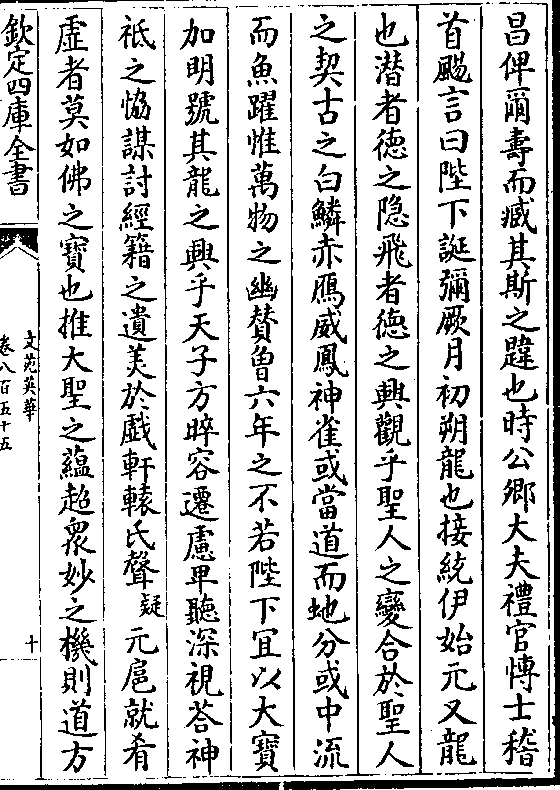 昌俾爾壽而臧其斯之韙也時公卿大夫禮官慱士稽
首颺言曰陛下誕彌厥月初朔龍也接統伊始元又龍
也潛者德之隐飛者德之興觀乎聖人之變合於聖人
之契古之白鱗赤鴈威鳳神雀或當道而虵分或中流
而魚躍惟萬物之幽贊曽六年之不若陛下冝以大寶
加明號其龍之興乎天子方睟容遷慮卑聽深視荅神
祇之恊謀討經籍之遺美於戲軒轅氏聲疑元扈就肴
虛者莫如佛之寶也推大聖之藴超衆妙之機則道方
欽定四庫全書
文苑英華
卷八百五十五
十